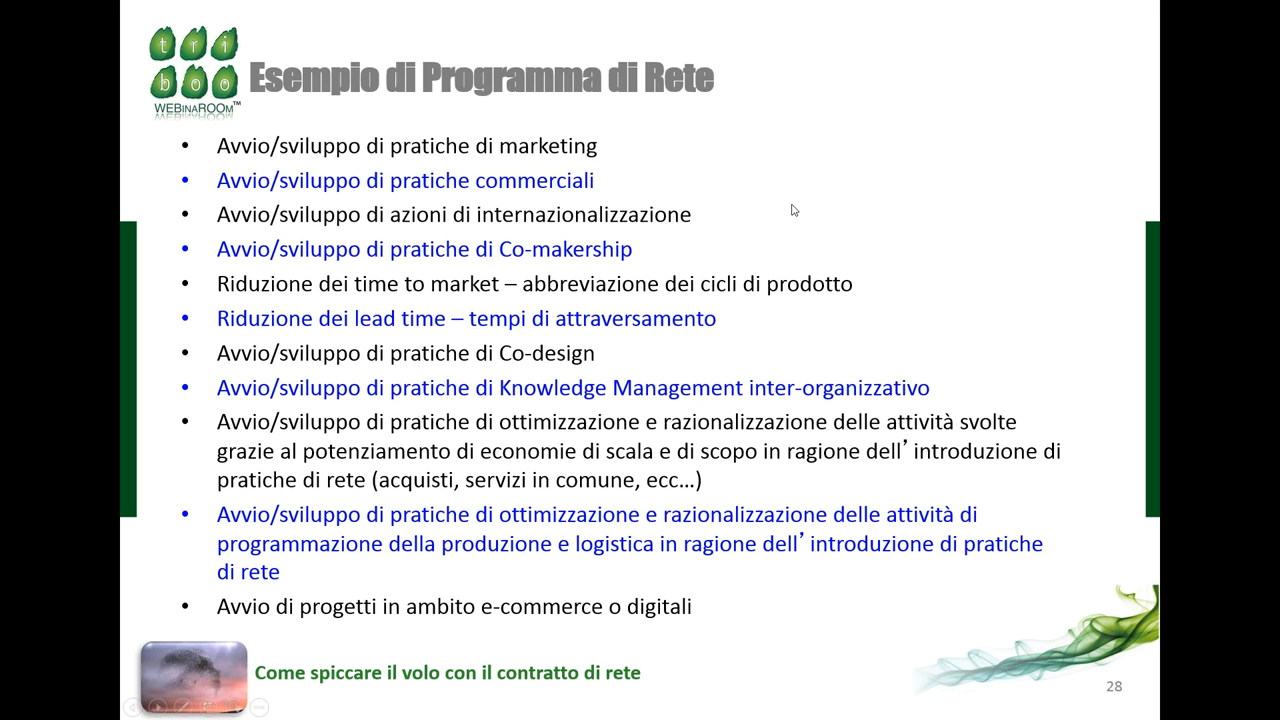 tri
boo
WEBINAROOM™
Esempio di Programma di Rete
• Avvio/sviluppo di pratiche di marketing
• Avvio/sviluppo di pratiche commerciali
• Avvio/sviluppo di azioni di internazionalizzazione
• Avvio/sviluppo di pratiche di Co-makership
• Riduzione dei time to market – abbreviazione dei cicli di prodotto
• Riduzione dei lead time – tempi di attraversamento
• Avvio/sviluppo di pratiche di Co-design
• Avvio/sviluppo di pratiche di Knowledge Management inter-organizzativo
• Avvio/sviluppo di pratiche di ottimizzazione e razionalizzazione delle attività svolte
grazie al potenziamento di economie di scala e di scopo in ragione dell’ introduzione di
pratiche di rete (acquisti, servizi in comune, ecc…)
• Avvio/sviluppo di pratiche di ottimizzazione e razionalizzazione delle attività di
programmazione della produzione e logistica in ragione dell’ introduzione di pratiche
di rete
• Avvio di progetti in ambito e-commerce o digitali
Come spiccare il volo con il contratto di rete
28